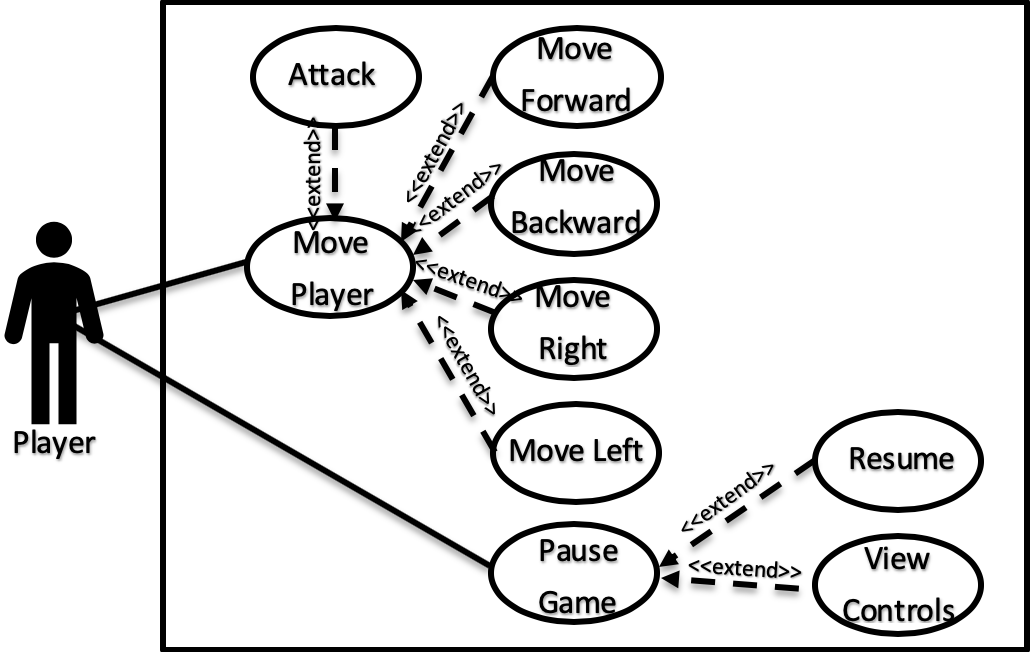 Attack
Move
Forward
<<extend>>
<<extend>>
Move
Backward
<<extend>>
Move
Player
<<extend>>
Move
Right
<<extend>>
Player
Move Left
Resume
<<extend>>
Pause
Game
<<extend>>
View
Controls